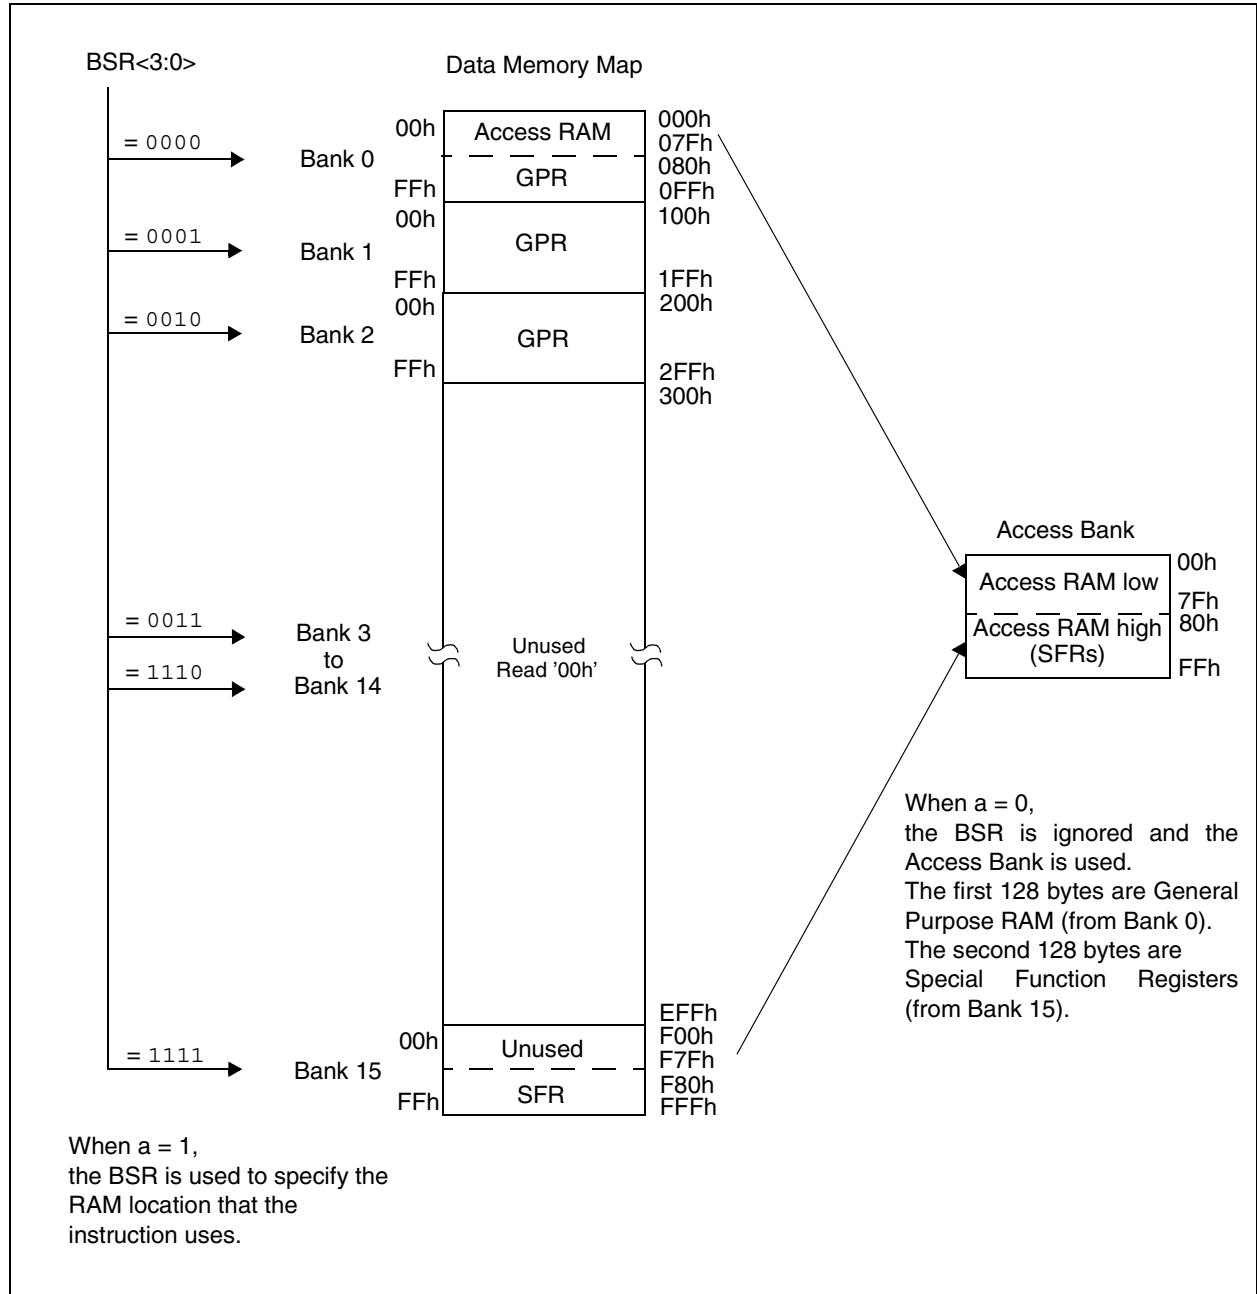 BSR<3:0>
Data Memory Map
= 0000
Bank 0
00h
Access RAM
000h
07Fh
080h
GPR
FFh
0FFh
= 0001
Bank 1
00h
100h
GPR
FFh
1FFh
= 0010
Bank 2
00h
200h
GPR
FFh
2FFh
300h
Access Bank
Access RAM low
00h
7Fh
Access RAM high
(SFRs)
80h
FFh
= 0011
Bank 3
to
= 1110
Bank 14
Unused
Read '00h'
When a = 0,
the BSR is ignored and the
Access Bank is used.
The first 128 bytes are General
Purpose RAM (from Bank 0).
The second 128 bytes are
Special Function Registers
(from Bank 15).
EFFh
= 1111
Bank 15
00h
Unused
F00h
F7Fh
F80h
FFh
SFR
FFFh
When a = 1,
the BSR is used to specify the
RAM location that the
instruction uses.